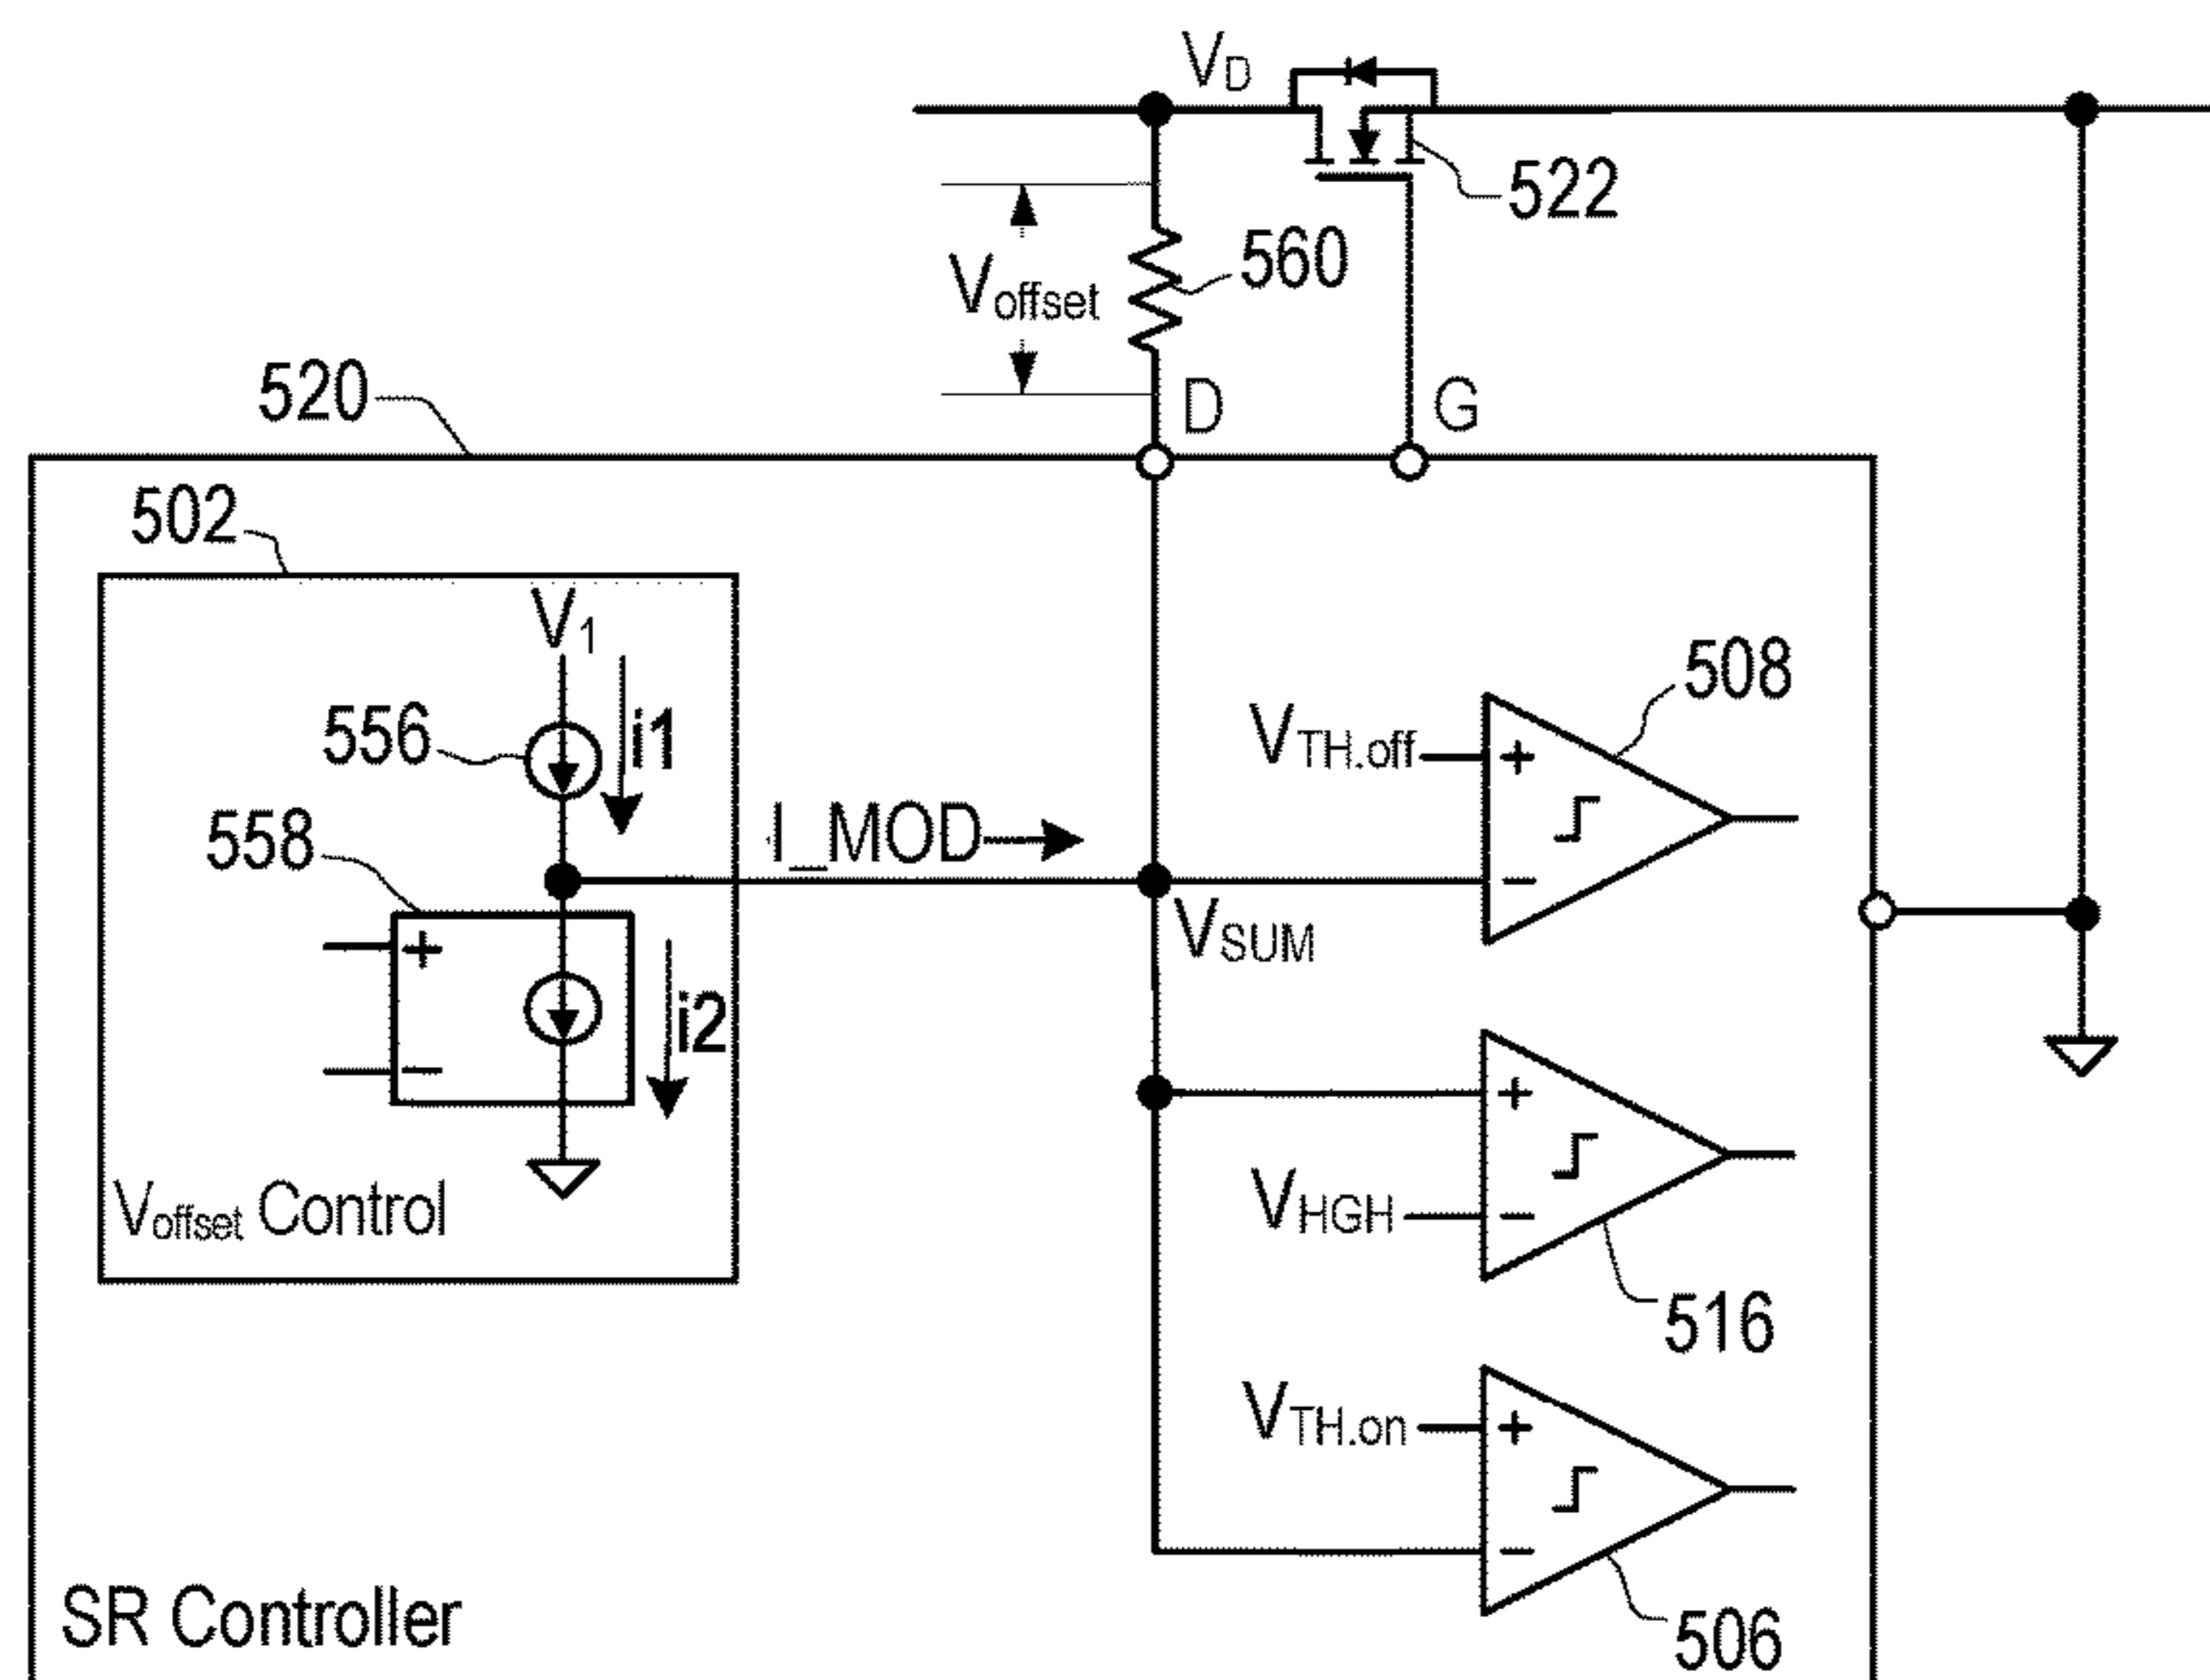 VD
522
560
Voffset
520
D
G
502
V1
508
556
i1
VTH.off
+
558
I_MOD
−
+
VSUM
i2
−
+
516
VHGH
−
Voffset Control
VTH.on
+
−
SR Controller
506